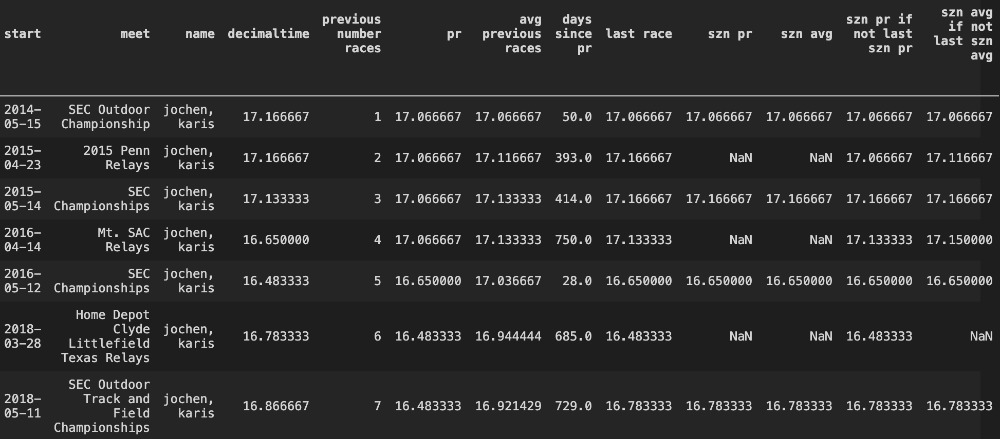 start meet name decimaltime previous number races pr avg previous races days since pr last race szn pr szn avg szn pr if not last szn pr szn avg if not last szn avg
2014-05-15 SEC Outdoor Championship jochen, karis 17.166667 1 17.066667 17.066667 50.0 17.066667 17.066667 17.066667 17.066667 17.066667
2015-04-23 2015 Penn Relays jochen, karis 17.166667 2 17.066667 17.116667 393.0 17.166667 NaN NaN 17.066667 17.116667
2015-05-14 SEC Championships jochen, karis 17.133333 3 17.066667 17.133333 414.0 17.166667 17.166667 17.166667 17.166667 17.166667
2016-04-14 Mt. SAC Relays jochen, karis 16.650000 4 17.066667 17.133333 750.0 17.133333 NaN NaN 17.133333 17.150000
2016-05-12 SEC Championships jochen, karis 16.483333 5 16.650000 17.036667 28.0 16.650000 16.650000 16.650000 16.650000 16.650000
2018-03-28 Home Depot Clyde Littlefield Texas Relays jochen, karis 16.783333 6 16.483333 16.944444 685.0 16.483333 NaN NaN 16.483333 NaN
2018-05-11 SEC Outdoor Track and Field Championships jochen, karis 16.866667 7 16.483333 16.921429 729.0 16.783333 16.783333 16.783333 16.783333 16.783333